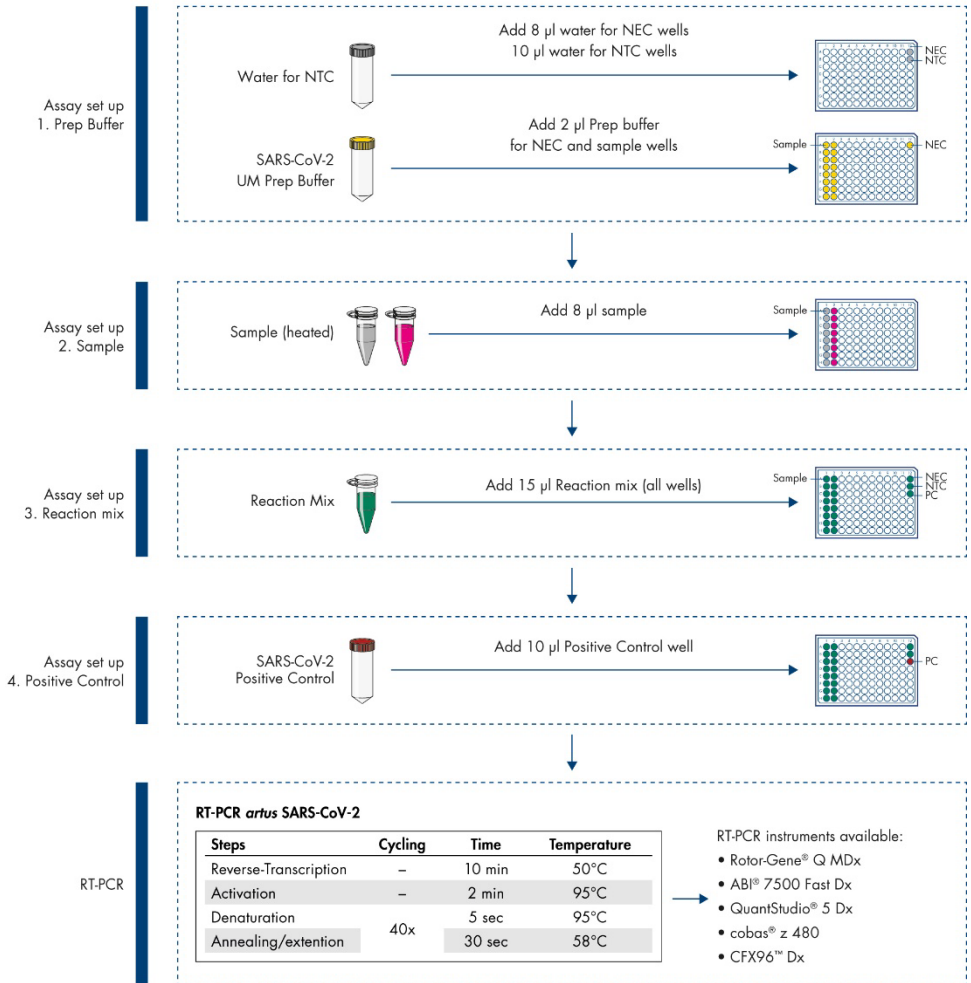 Assay set up
1. Prep Buffer
Water for NTC
Add 8 µl water for NEC wells
10 µl water for NTC wells
NEC
NTC
SARS-CoV-2
UM Prep Buffer
Add 2 µl Prep buffer
for NEC and sample wells
Sample
NEC
Assay set up
2. Sample
Sample (heated)
Add 8 µl sample
Sample
Assay set up
3. Reaction mix
Reaction Mix
Add 15 µl Reaction mix (all wells)
Sample
NEC
NTC
PC
Assay set up
4. Positive Control
SARS-CoV-2
Positive Control
Add 10 µl Positive Control well
PC
RT-PCR
RT-PCR artus SARS-CoV-2
Steps Cycling Time Temperature
Reverse-Transcription – 10 min 50°C
Activation – 2 min 95°C
Denaturation 5 sec 95°C
40x
Annealing/extention 30 sec 58°C
RT-PCR instruments available:
• Rotor-Gene® Q MDx
• ABI® 7500 Fast Dx
• QuantStudio® 5 Dx
• cobas® z 480
• CFX96™ Dx